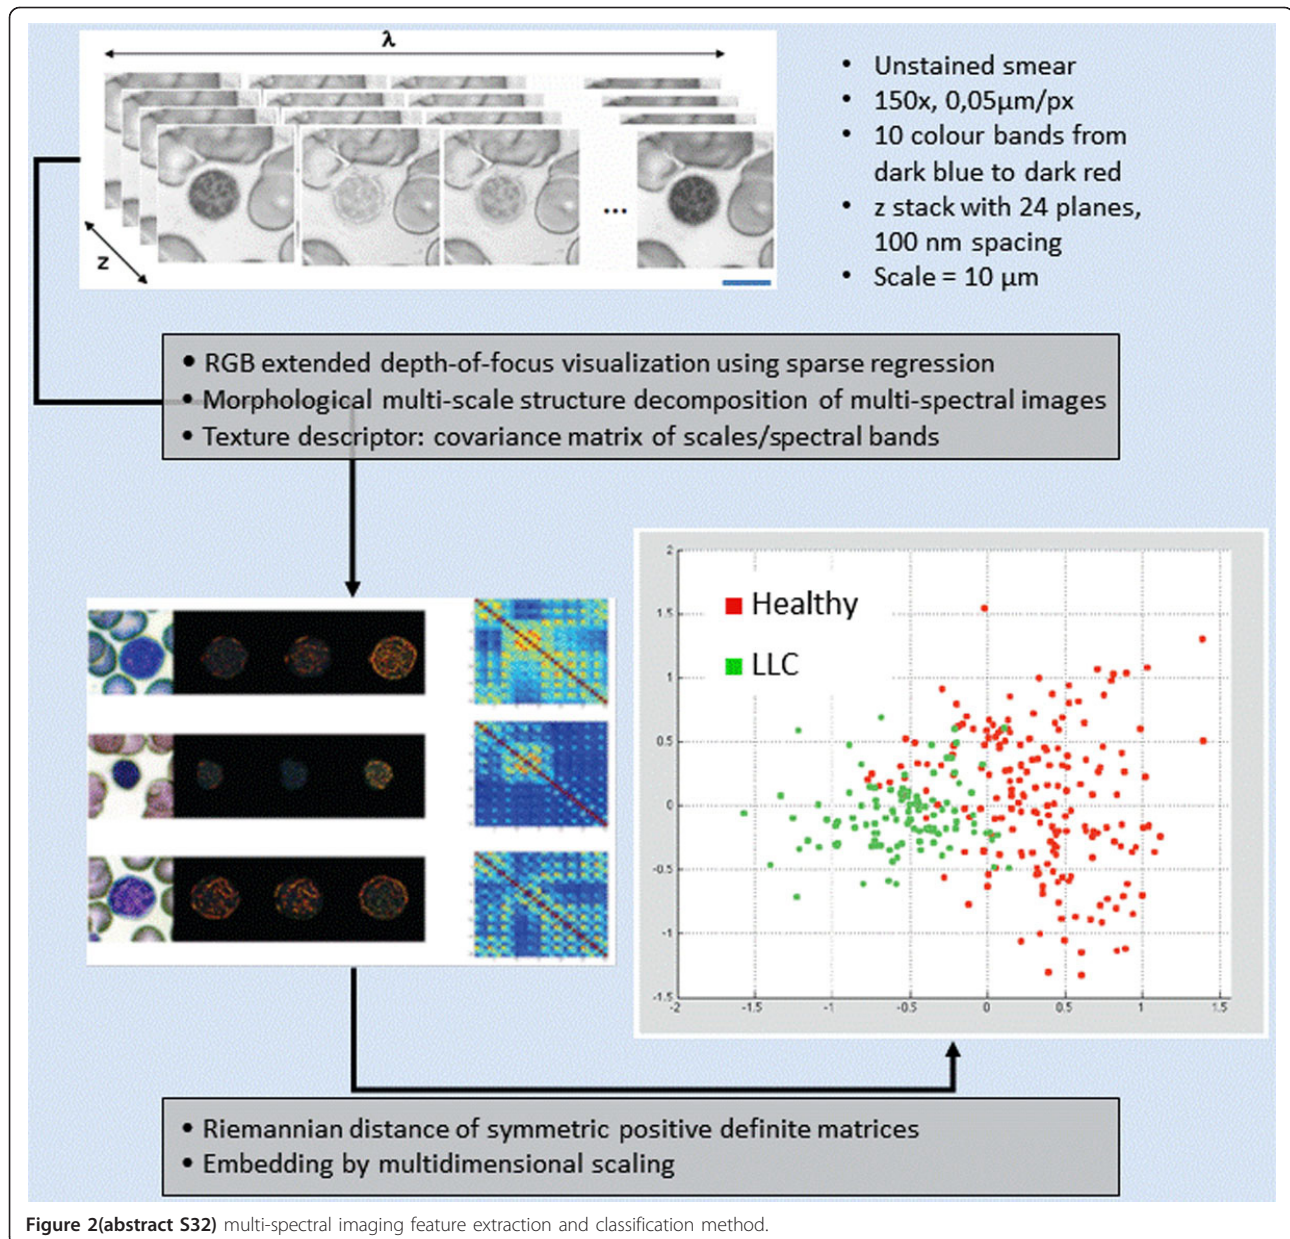 λ
z
...
• Unstained smear
• 150x, 0,05µm/px
• 10 colour bands from
dark blue to dark red
• z stack with 24 planes,
100 nm spacing
• Scale = 10 µm
• RGB extended depth-of-focus visualization using sparse regression
• Morphological multi-scale structure decomposition of multi-spectral images
• Texture descriptor: covariance matrix of scales/spectral bands
2
1.5
1
0.5
0
-0.5
-1
-1.5
-2 -1.5 -1 -0.5 0 0.5 1 1.5
Healthy
LLC
• Riemannian distance of symmetric positive definite matrices
• Embedding by multidimensional scaling
Figure 2(abstract S32) multi-spectral imaging feature extraction and classification method.